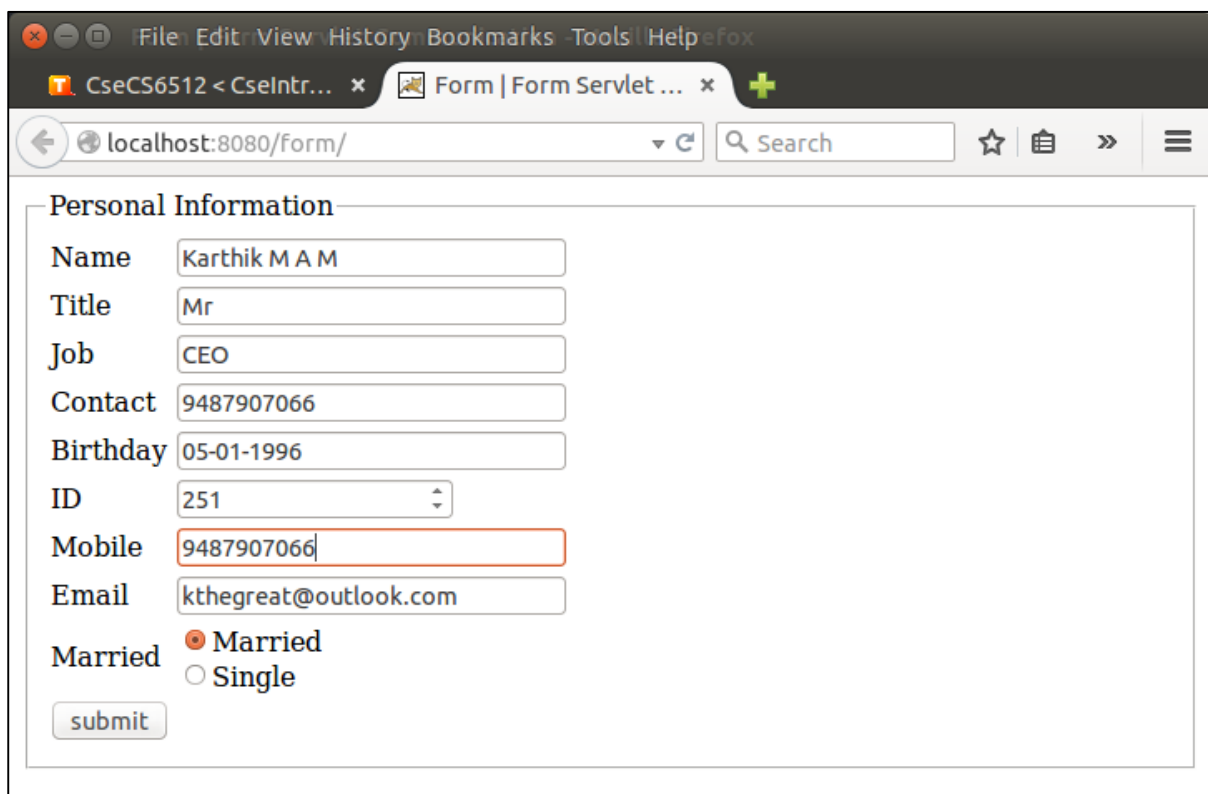 File Edit View History Bookmarks Tools Help
CseCS6512 < CseIntr... × Form | Form Servlet ... ×
localhost:8080/form/ Search
Personal Information
Name Karthik M A M
Title Mr
Job CEO
Contact 9487907066
Birthday 05-01-1996
ID 251
Mobile 9487907066
Email kthegreat@outlook.com
Married Married
Single
submit